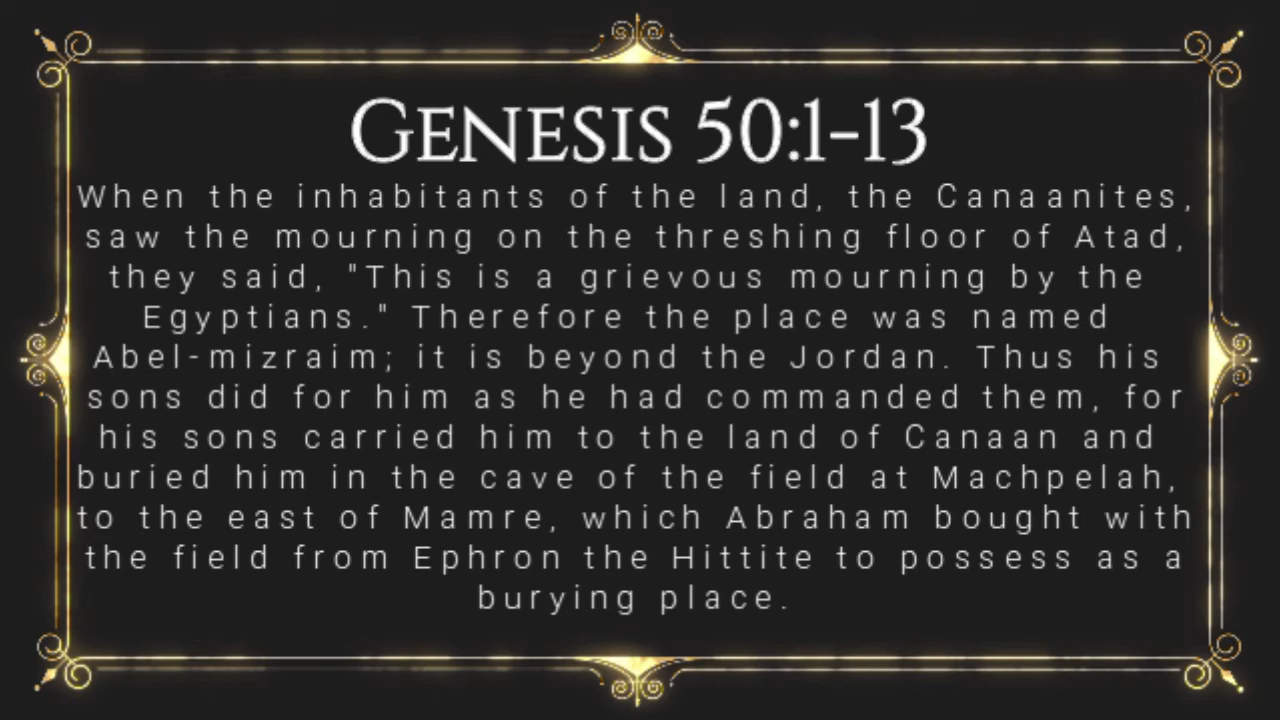 Genesis 50:1-13
When the inhabitants of the land, the Canaanites,
saw the mourning on the threshing floor of Atad,
they said, "This is a grievous mourning by the
Egyptians." Therefore the place was named
Abel-mizraim; it is beyond the Jordan. Thus his
sons did for him as he had commanded them, for
his sons carried him to the land of Canaan and
buried him in the cave of the field at Machpelah,
to the east of Mamre, which Abraham bought with
the field from Ephron the Hittite to possess as a
burying place.